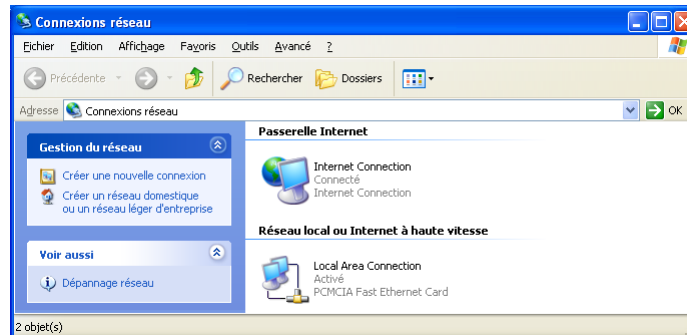 Connexions réseau
Fichier Edition Affichage Favoris Outils Avancé ?
Précédente Rechercher Dossiers
Adresse Connexions réseau OK
Gestion du réseau
Créer une nouvelle connexion
Créer un réseau domestique
ou un réseau léger d'entreprise
Voir aussi
Dépannage réseau
Passerelle Internet
Internet Connection
Connecté
Internet Connection
Réseau local ou Internet à haute vitesse
Local Area Connection
Activé
PCMCIA Fast Ethernet Card
2 objet(s)